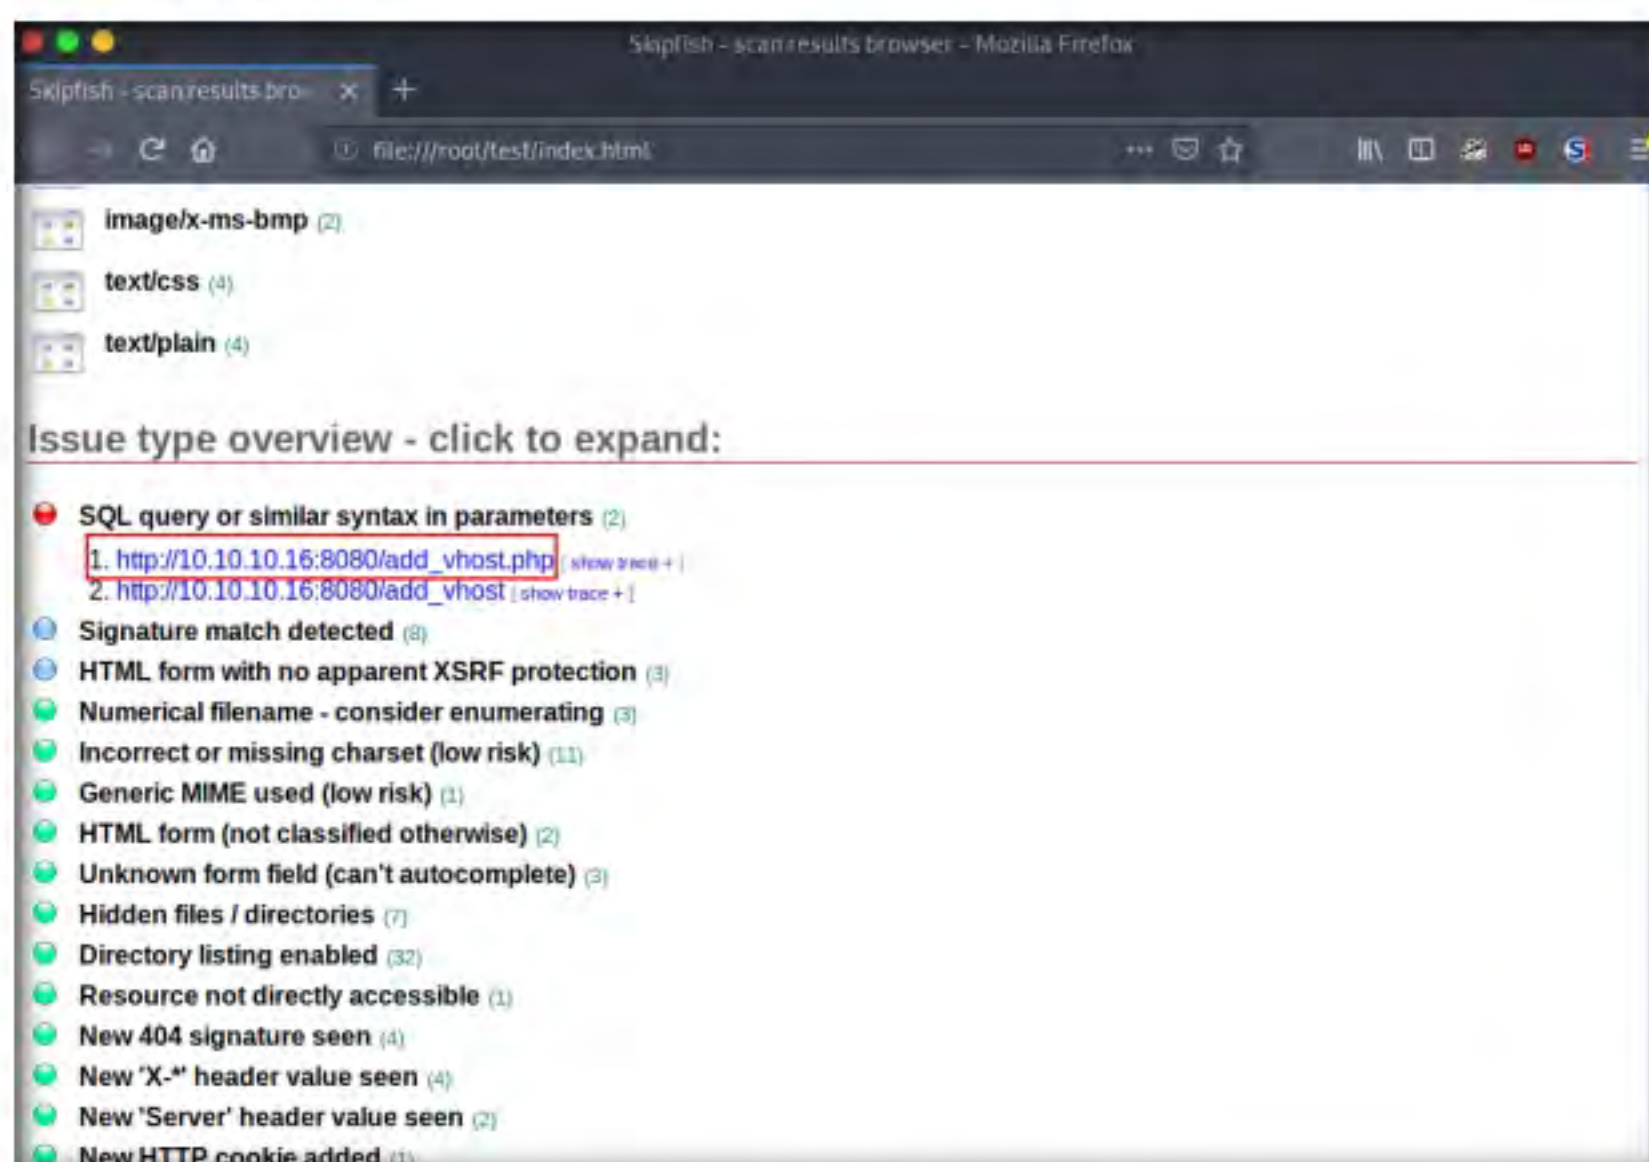 Skipfish - scan results browser - Mozilla Firefox
Skipfish - scan results bro
file:///root/test/index.html
image/x-ms-bmp (2)
text/css (4)
text/plain (4)
Issue type overview - click to expand:
SQL query or similar syntax in parameters (2)
1. http://10.10.10.16:8080/add_vhost.php [ show trace + ]
2. http://10.10.10.16:8080/add_vhost [ show trace + ]
Signature match detected (8)
HTML form with no apparent XSRF protection (3)
Numerical filename - consider enumerating (3)
Incorrect or missing charset (low risk) (11)
Generic MIME used (low risk) (1)
HTML form (not classified otherwise) (2)
Unknown form field (can't autocomplete) (3)
Hidden files / directories (7)
Directory listing enabled (32)
Resource not directly accessible (1)
New 404 signature seen (4)
New 'X-*' header value seen (4)
New 'Server' header value seen (2)
New HTTP cookie added (1)